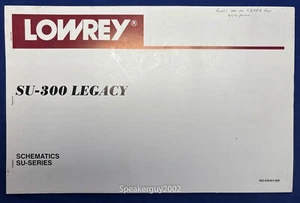 LOWREY®
SU-300 LEGACY
SCHEMATICS
SU-SERIES
Speakerguy2002